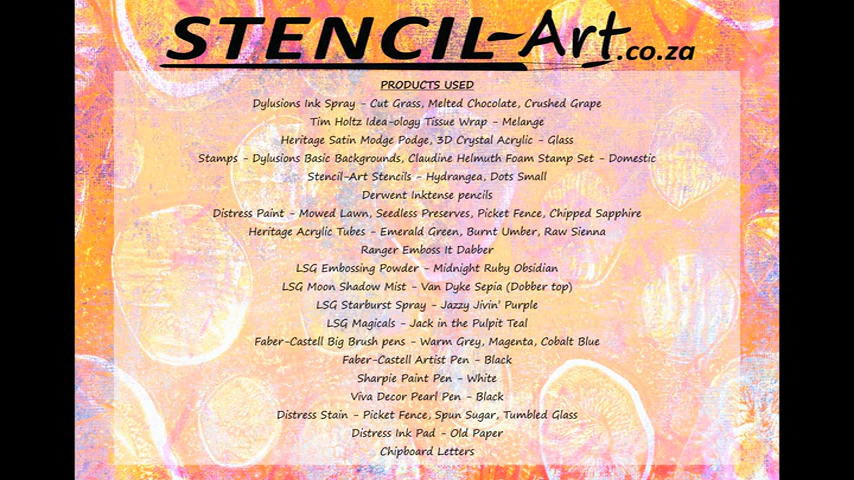 STENCIL-Art.co.za
PRODUCTS USED
Dylusions Ink Spray - Cut Grass, Melted Chocolate, Crushed Grape
Tim Holtz Idea-ology Tissue Wrap - Melange
Heritage Satin Modge Podge, 3D Crystal Acrylic - Glass
Stamps - Dylusions Basic Backgrounds, Claudine Helmuth Foam Stamp Set - Domestic
Stencil-Art Stencils - Hydrangea, Dots Small
Derwent Inktense pencils
Distress Paint - Mowed Lawn, Seedless Preserves, Picket Fence, Chipped Sapphire
Heritage Acrylic Tubes - Emerald Green, Burnt Umber, Raw Sienna
Ranger Emboss It Dabber
LSG Embossing Powder - Midnight Ruby Obsidian
LSG Moon Shadow Mist - Van Dyke Sepia (Dobber top)
LSG Starburst Spray - Jazzy Jivin' Purple
LSG Magicals - Jack in the Pulpit Teal
Faber-Castell Big Brush pens - Warm Grey, Magenta, Cobalt Blue
Faber-Castell Artist Pen - Black
Sharpie Paint Pen - White
Viva Decor Pearl Pen - Black
Distress Stain - Picket Fence, Spun Sugar, Tumbled Glass
Distress Ink Pad - Old Paper
Chipboard Letters